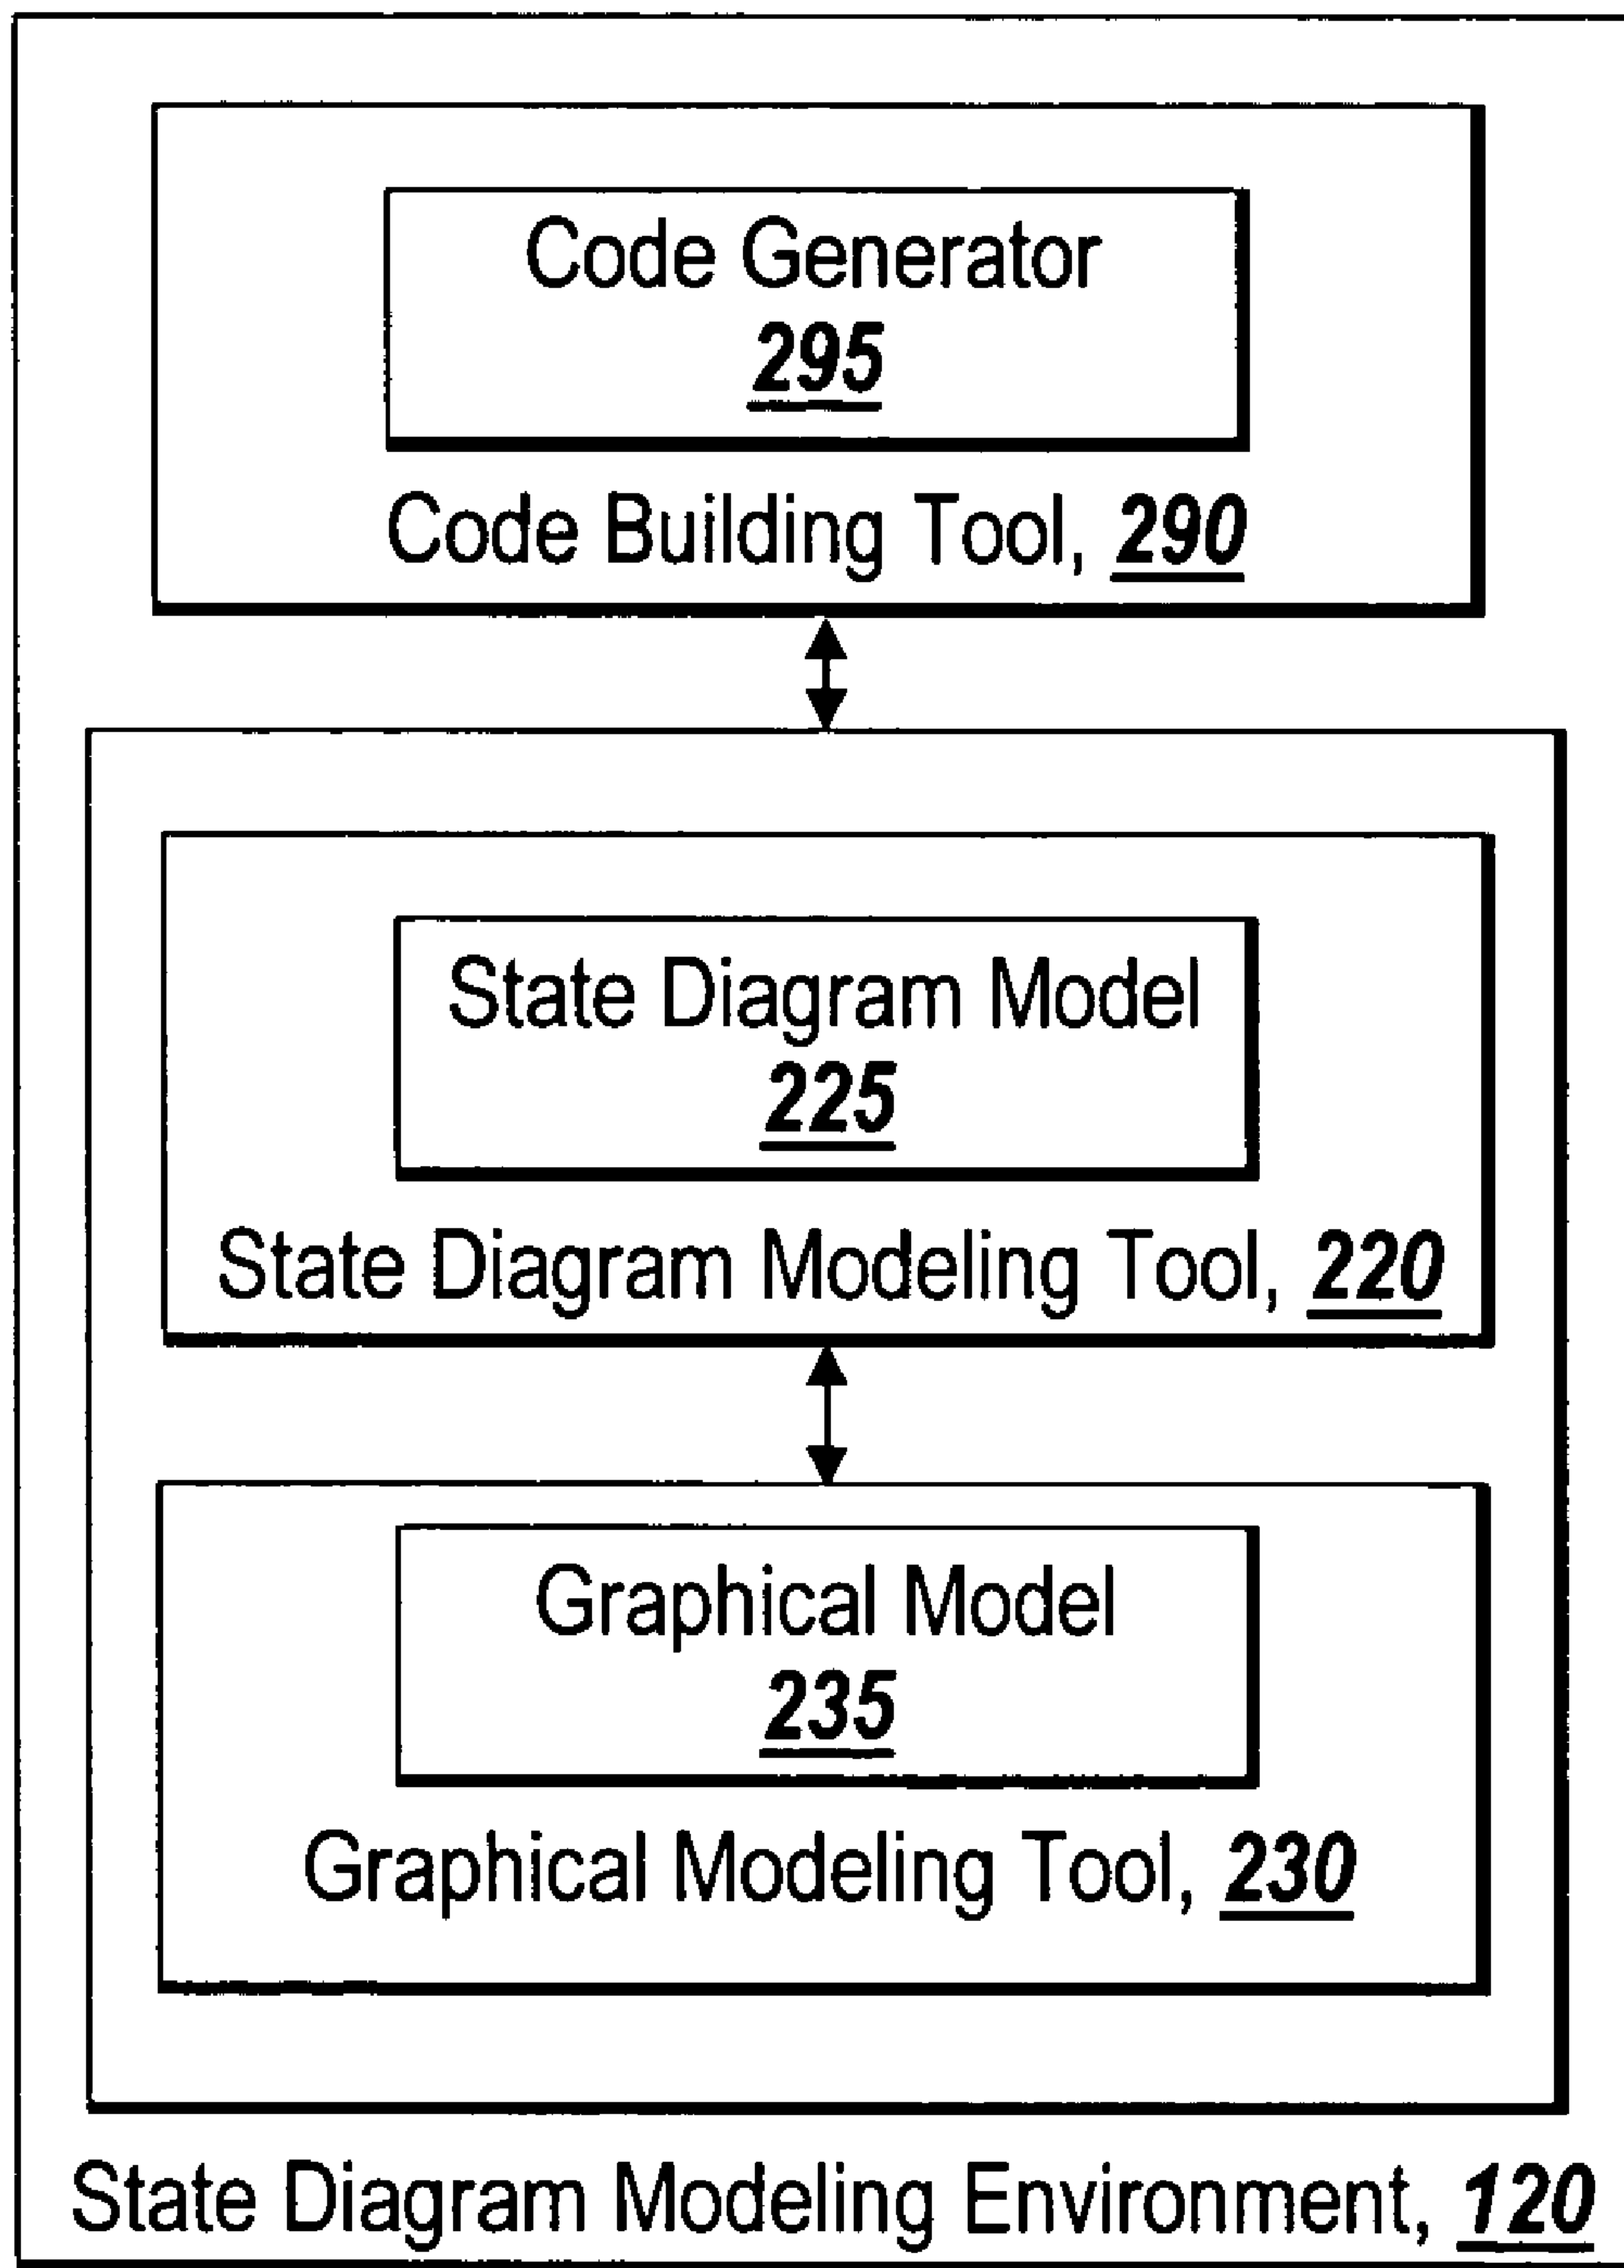 Code Generator
295
Code Building Tool, 290
State Diagram Model
225
State Diagram Modeling Tool, 220
Graphical Model
235
Graphical Modeling Tool, 230
State Diagram Modeling Environment, 120